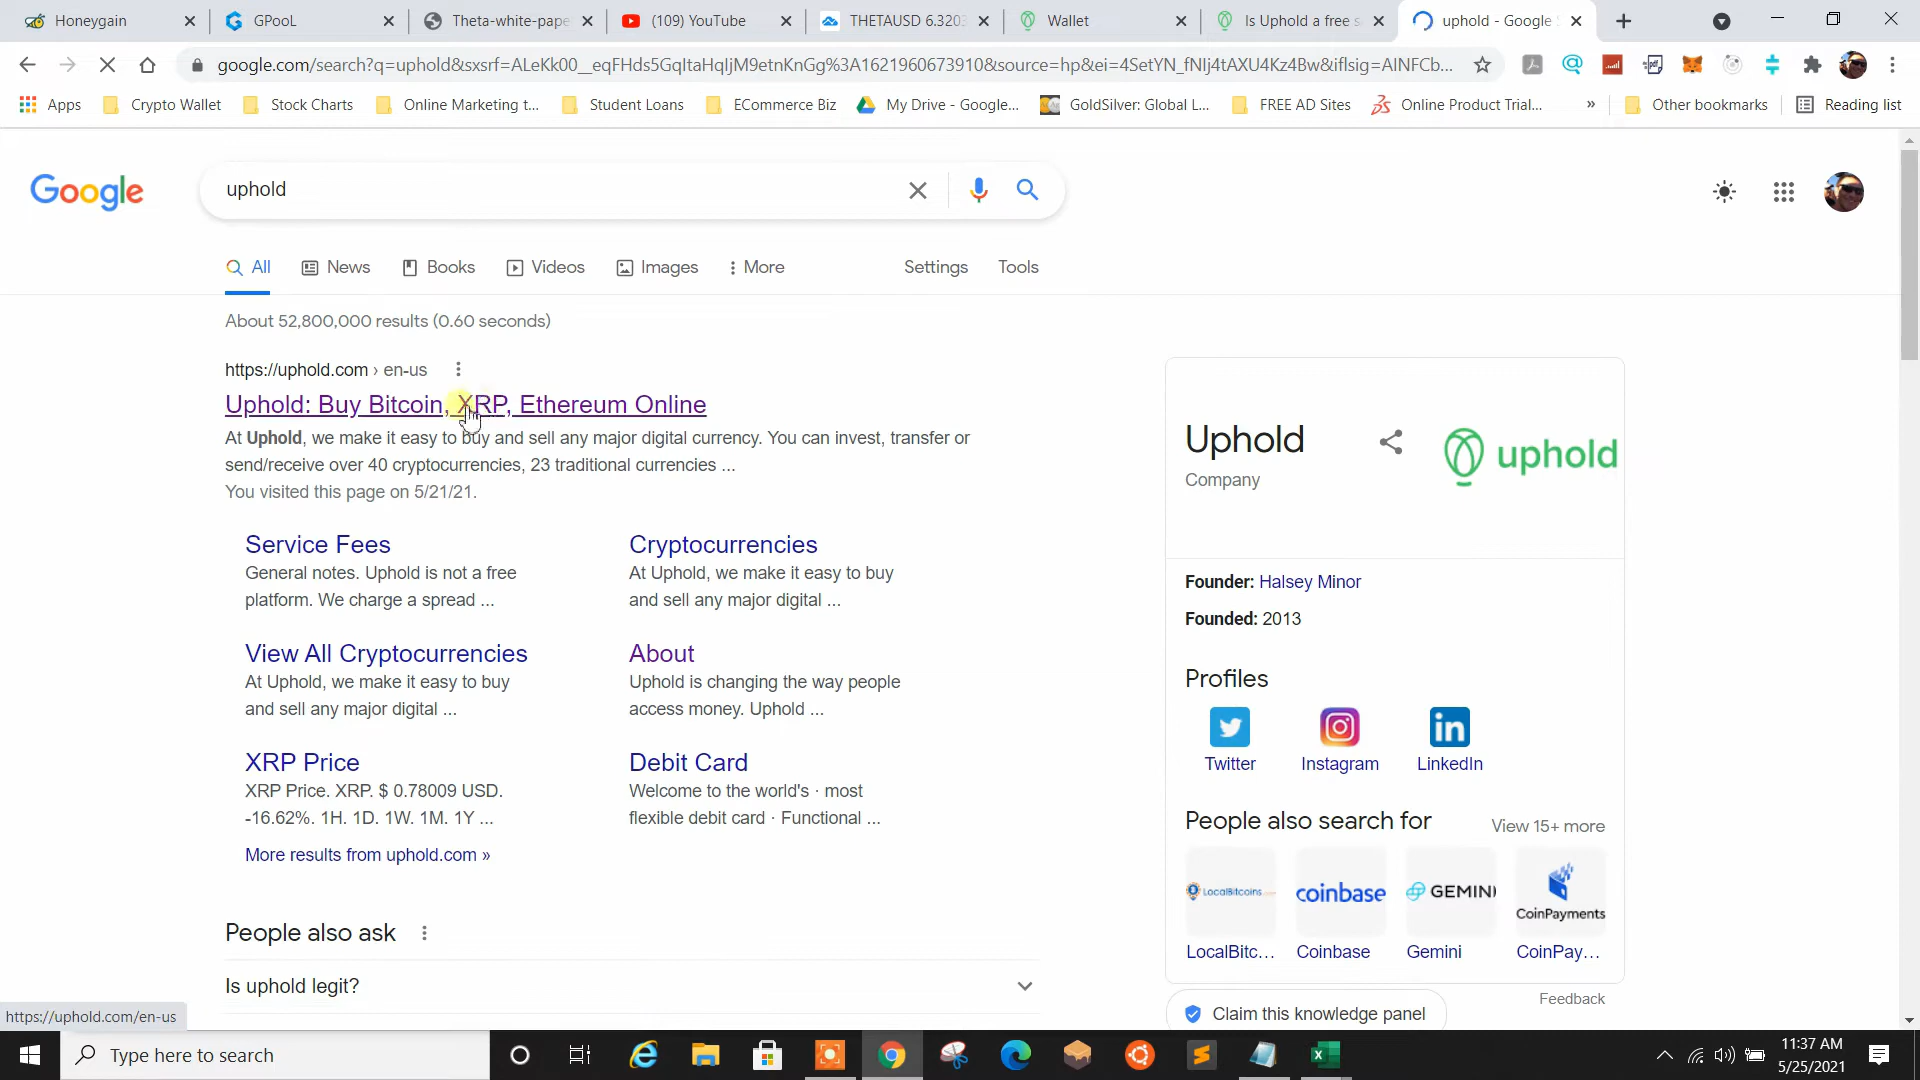 Honeygain
GPooL
Theta-white-pape
(109) YouTube
THETAUSD 6.3203
Wallet
Is Uphold a free s
uphold - Google S
google.com/search?q=uphold&sxsrf=ALeKk00__eqFHds5GqItaHqIjM9etnKnGg%3A1621960673910&source=hp&ei=4SetYN_fNIj4tAXU4Kz4Bw&iflsig=AINFCb...
Apps
Crypto Wallet
Stock Charts
Online Marketing t...
Student Loans
ECommerce Biz
My Drive - Google...
GoldSilver: Global L...
FREE AD Sites
Online Product Trial...
»
Other bookmarks
Reading list
Google
uphold
All
News
Books
Videos
Images
More
Settings
Tools
About 52,800,000 results (0.60 seconds)
https://uphold.com › en-us
Uphold: Buy Bitcoin, XRP, Ethereum Online
At Uphold, we make it easy to buy and sell any major digital currency. You can invest, transfer or
send/receive over 40 cryptocurrencies, 23 traditional currencies ...
You visited this page on 5/21/21.
Service Fees
General notes. Uphold is not a free
platform. We charge a spread ...
Cryptocurrencies
At Uphold, we make it easy to buy
and sell any major digital ...
View All Cryptocurrencies
At Uphold, we make it easy to buy
and sell any major digital ...
About
Uphold is changing the way people
access money. Uphold ...
XRP Price
XRP Price. XRP. $ 0.78009 USD.
-16.62%. 1H. 1D. 1W. 1M. 1Y ...
Debit Card
Welcome to the world's · most
flexible debit card · Functional ...
More results from uphold.com »
People also ask
Is uphold legit?
Uphold
Company
uphold
Founder: Halsey Minor
Founded: 2013
Profiles
Twitter
Instagram
LinkedIn
People also search for
View 15+ more
LocalBitcoins
coinbase
GEMINI
CoinPayments
LocalBitc...
Coinbase
Gemini
CoinPay...
Feedback
Claim this knowledge panel
https://uphold.com/en-us
Type here to search
11:37 AM
5/25/2021